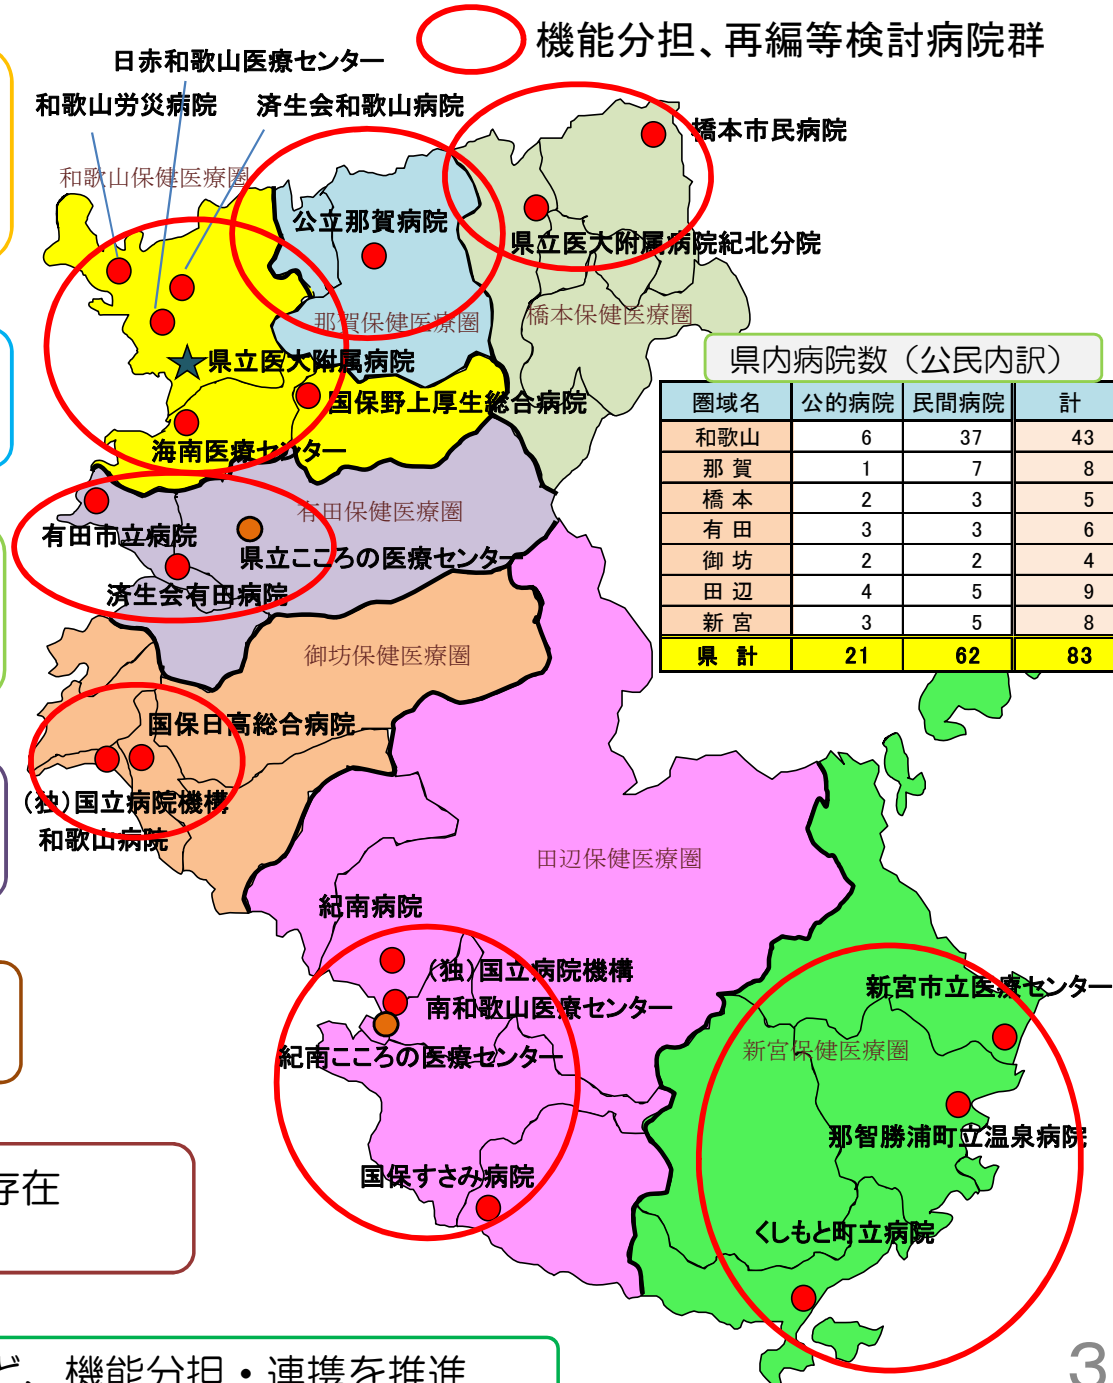 機能分担、再編等検討病院群
日赤和歌山医療センター
和歌山労災病院
済生会和歌山病院
橋本市民病院
和歌山保健医療圏
公立那賀病院
県立医大附属病院紀北分院
那賀保健医療圏
橋本保健医療圏
県立医大附属病院
国保野上厚生総合病院
海南医療センター
県内病院数（公民内訳）
圏域名 公的病院 民間病院 計
和歌山 6 37 43
那 賀 1 7 8
橋 本 2 3 5
有 田 3 3 6
御 坊 2 2 4
田 辺 4 5 9
新 宮 3 5 8
県 計 21 62 83
有田保健医療圏
有田市立病院
県立こころの医療センター
済生会有田病院
御坊保健医療圏
国保日高総合病院
（独）国立病院機構
和歌山病院
田辺保健医療圏
紀南病院
（独）国立病院機構
南和歌山医療センター
紀南こころの医療センター
国保すさみ病院
新宮市立医療センター
新宮保健医療圏
那智勝浦町立温泉病院
くしもと町立病院
存在
ど、機能分担・連携を推進
3